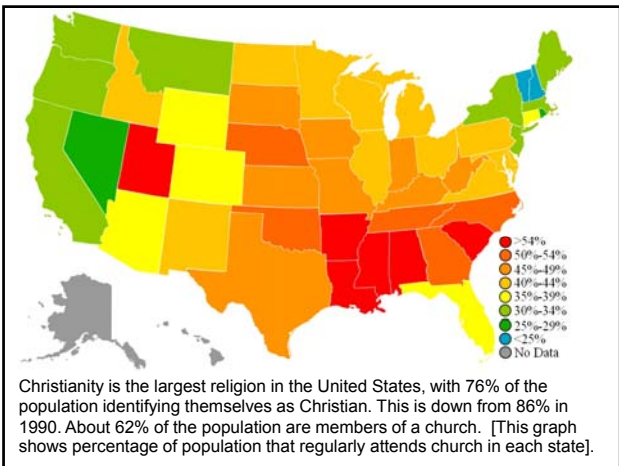 >54%
50%-54%
45%-49%
40%-44%
35%-39%
30%-34%
25%-29%
<25%
No Data
Christianity is the largest religion in the United States, with 76% of the
population identifying themselves as Christian. This is down from 86% in
1990. About 62% of the population are members of a church. [This graph
shows percentage of population that regularly attends church in each state].